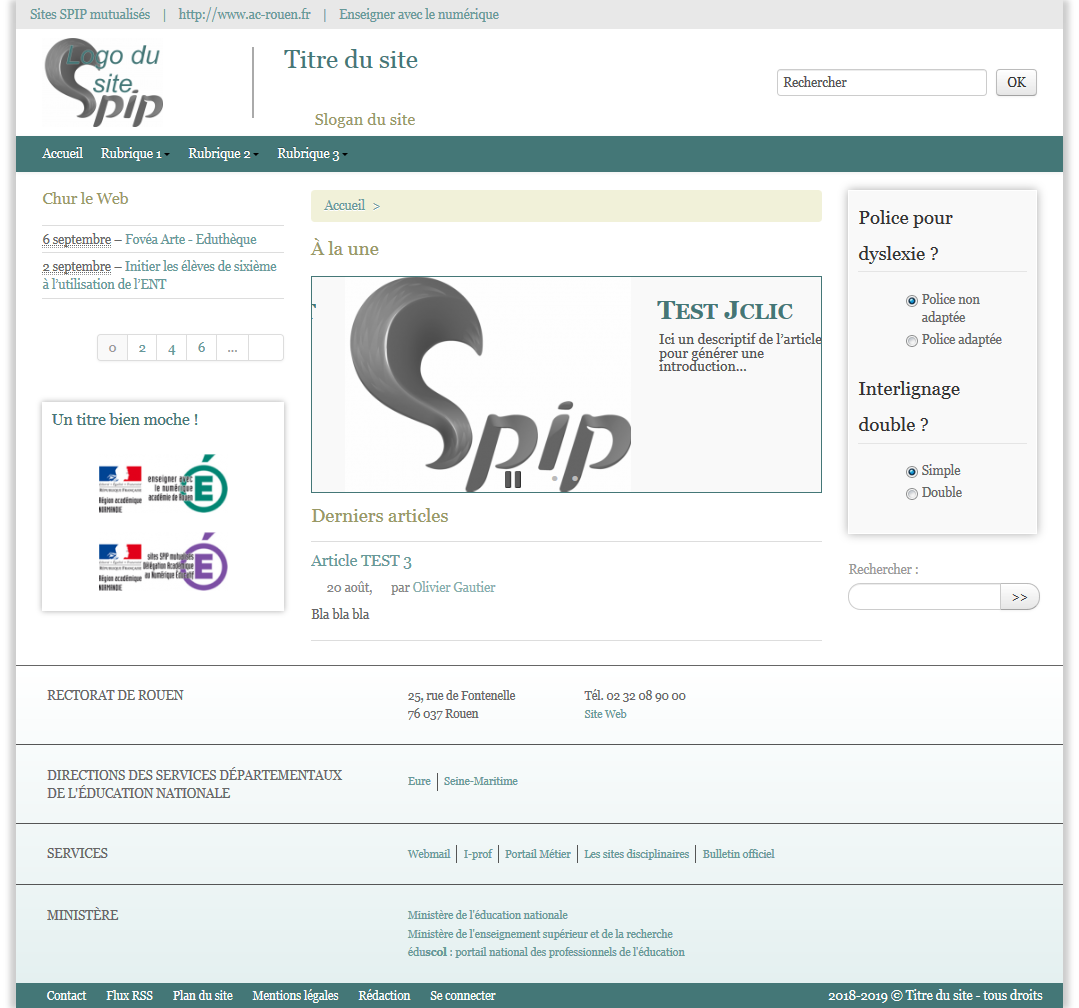 Sites SPIP mutualisés | http://www.ac-rouen.fr | Enseigner avec le numérique
Logo du
site
Spip
Titre du site
Slogan du site
Rechercher OK
Accueil Rubrique 1 Rubrique 2 Rubrique 3
Chur le Web
6 septembre – Fovéa Arte - Eduthèque
2 septembre – Initier les élèves de sixième
à l'utilisation de l'ENT
0 2 4 6 ...
Un titre bien moche !
enseigner avec
le numérique
académie de Rouen
Région académique
NORMANDIE
sites SPIP mutualisés
Délégation Académique
au Numérique Éducatif
Région académique
NORMANDIE
Accueil >
À la une
Spip
Test Jclic
Ici un descriptif de l'article
pour générer une
introduction...
Derniers articles
Article TEST 3
20 août, par Olivier Gautier
Bla bla bla
Police pour
dyslexie ?
Police non
adaptée
Police adaptée
Interlignage
double ?
Simple
Double
Rechercher :
>>
RECTORAT DE ROUEN
25, rue de Fontenelle
76 037 Rouen
Tél. 02 32 08 90 00
Site Web
DIRECTIONS DES SERVICES DÉPARTEMENTAUX
DE L'ÉDUCATION NATIONALE
Eure | Seine-Maritime
SERVICES
Webmail | I-prof | Portail Métier | Les sites disciplinaires | Bulletin officiel
MINISTÈRE
Ministère de l'éducation nationale
Ministère de l'enseignement supérieur et de la recherche
éduscol : portail national des professionnels de l'éducation
Contact Flux RSS Plan du site Mentions légales Rédaction Se connecter
2018-2019 © Titre du site - tous droits